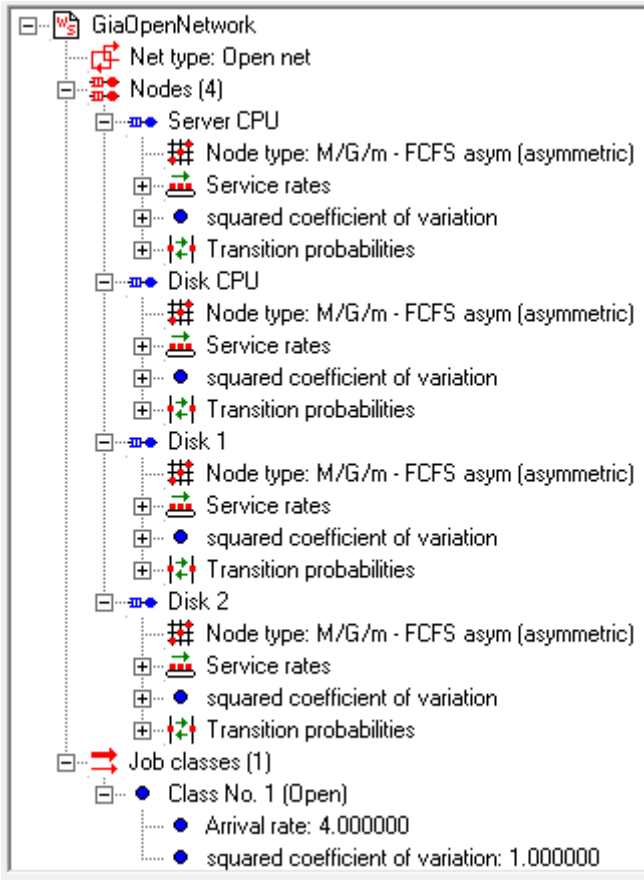 GiaOpenNetwork
Net type: Open net
Nodes (4)
Server CPU
Node type: M/G/m - FCFS asym (asymmetric)
Service rates
squared coefficient of variation
Transition probabilities
Disk CPU
Node type: M/G/m - FCFS asym (asymmetric)
Service rates
squared coefficient of variation
Transition probabilities
Disk 1
Node type: M/G/m - FCFS asym (asymmetric)
Service rates
squared coefficient of variation
Transition probabilities
Disk 2
Node type: M/G/m - FCFS asym (asymmetric)
Service rates
squared coefficient of variation
Transition probabilities
Job classes (1)
Class No. 1 (Open)
Arrival rate: 4.000000
squared coefficient of variation: 1.000000